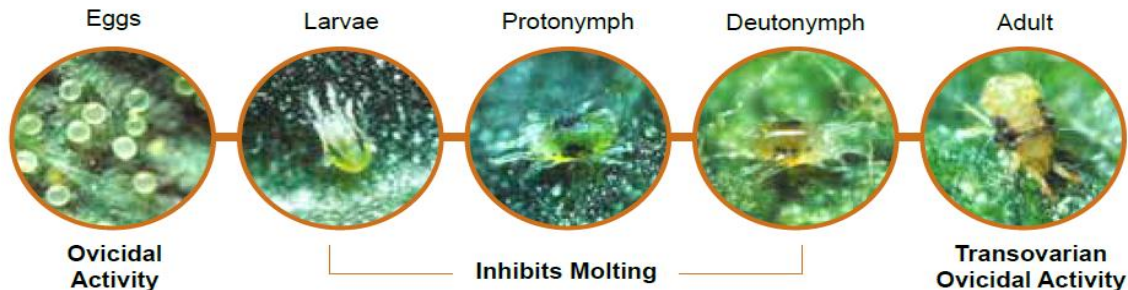 Eggs
Larvae
Protonymph
Deutonymph
Adult
Ovicidal
Activity
Inhibits Molting
Transovarian
Ovicidal Activity